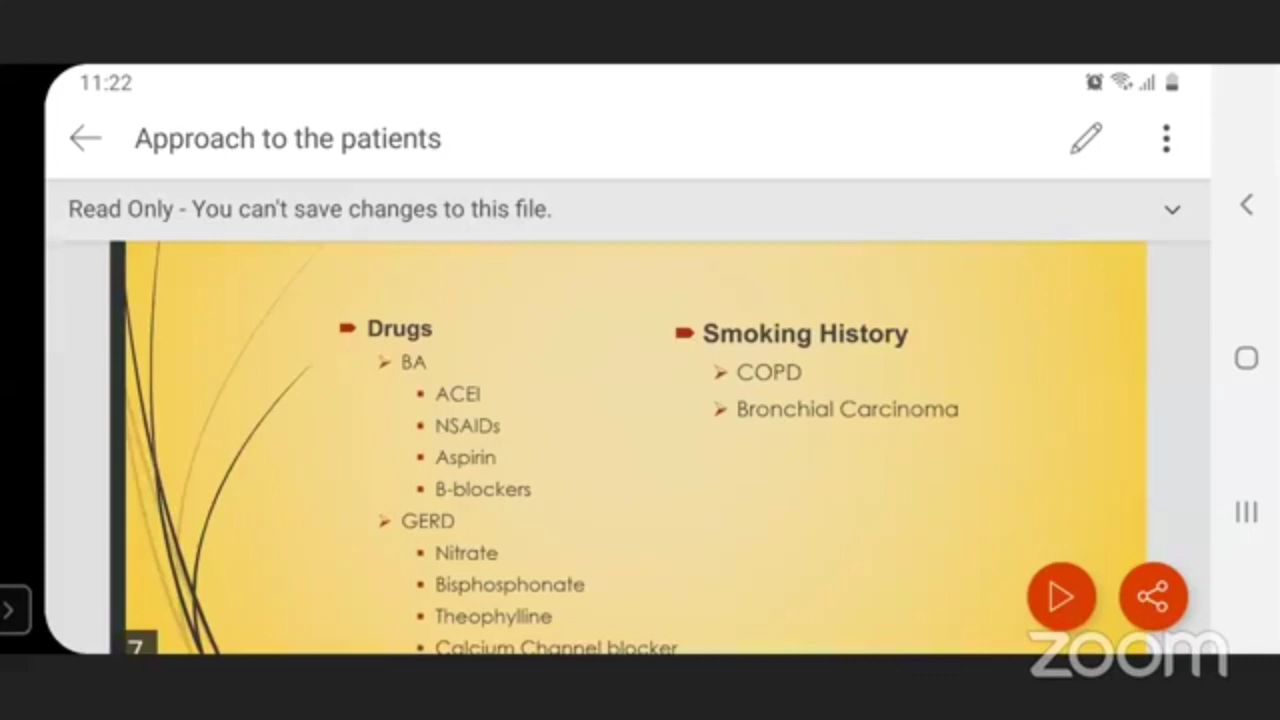 11:22
Approach to the patients
Read Only - You can't save changes to this file.
Drugs
BA
ACEI
NSAIDs
Aspirin
B-blockers
GERD
Nitrate
Bisphosphonate
Theophylline
Calcium Channel blocker
Smoking History
COPD
Bronchial Carcinoma
7
zoom